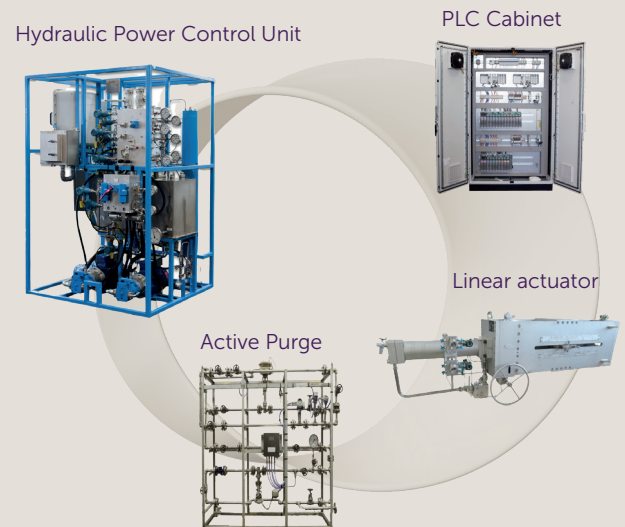 Hydraulic Power Control Unit
PLC Cabinet
Linear actuator
Active Purge